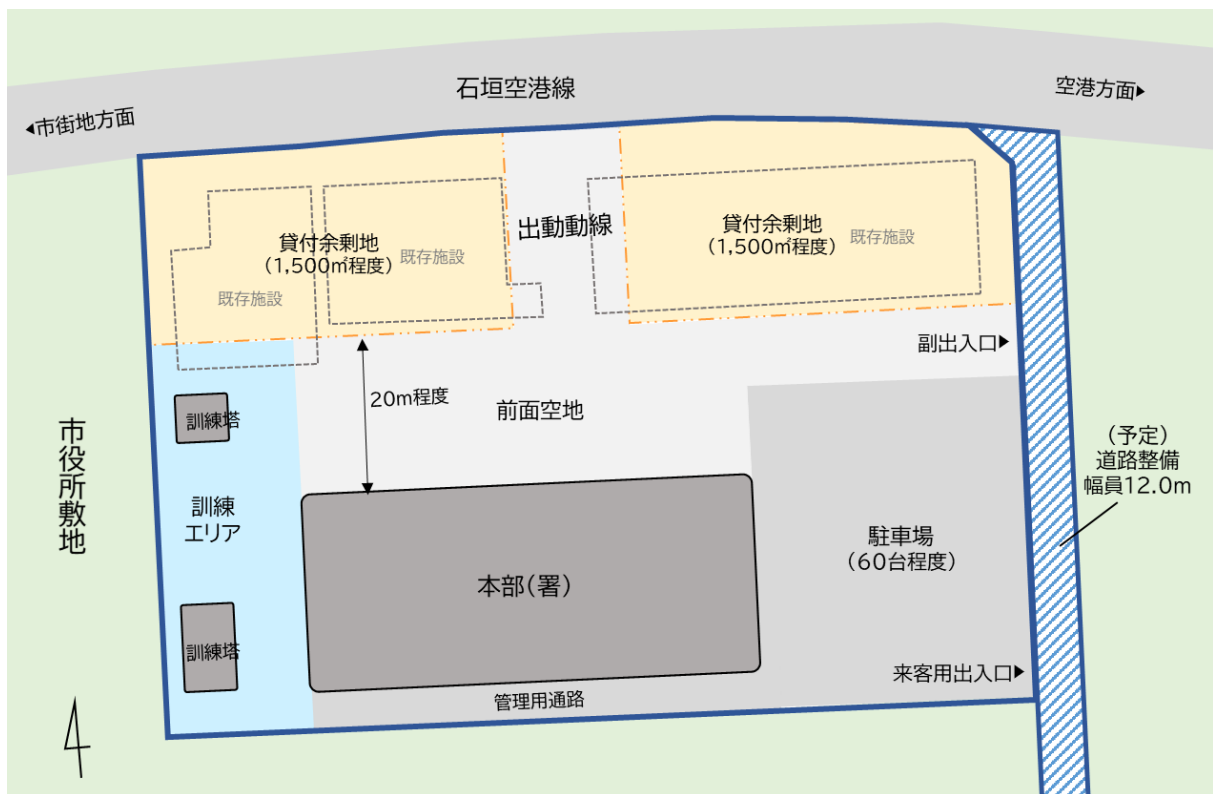 石垣空港線
空港方面▶
◀市街地方面
出動動線
貸付余剰地
（1,500㎡程度）
既存施設
既存施設
貸付余剰地
（1,500㎡程度）
既存施設
副出入口▶
20m程度
前面空地
訓練塔
市役所敷地
訓練
エリア
（予定）
道路整備
幅員12.0m
駐車場
（60台程度）
本部（署）
訓練塔
来客用出入口▶
管理用通路